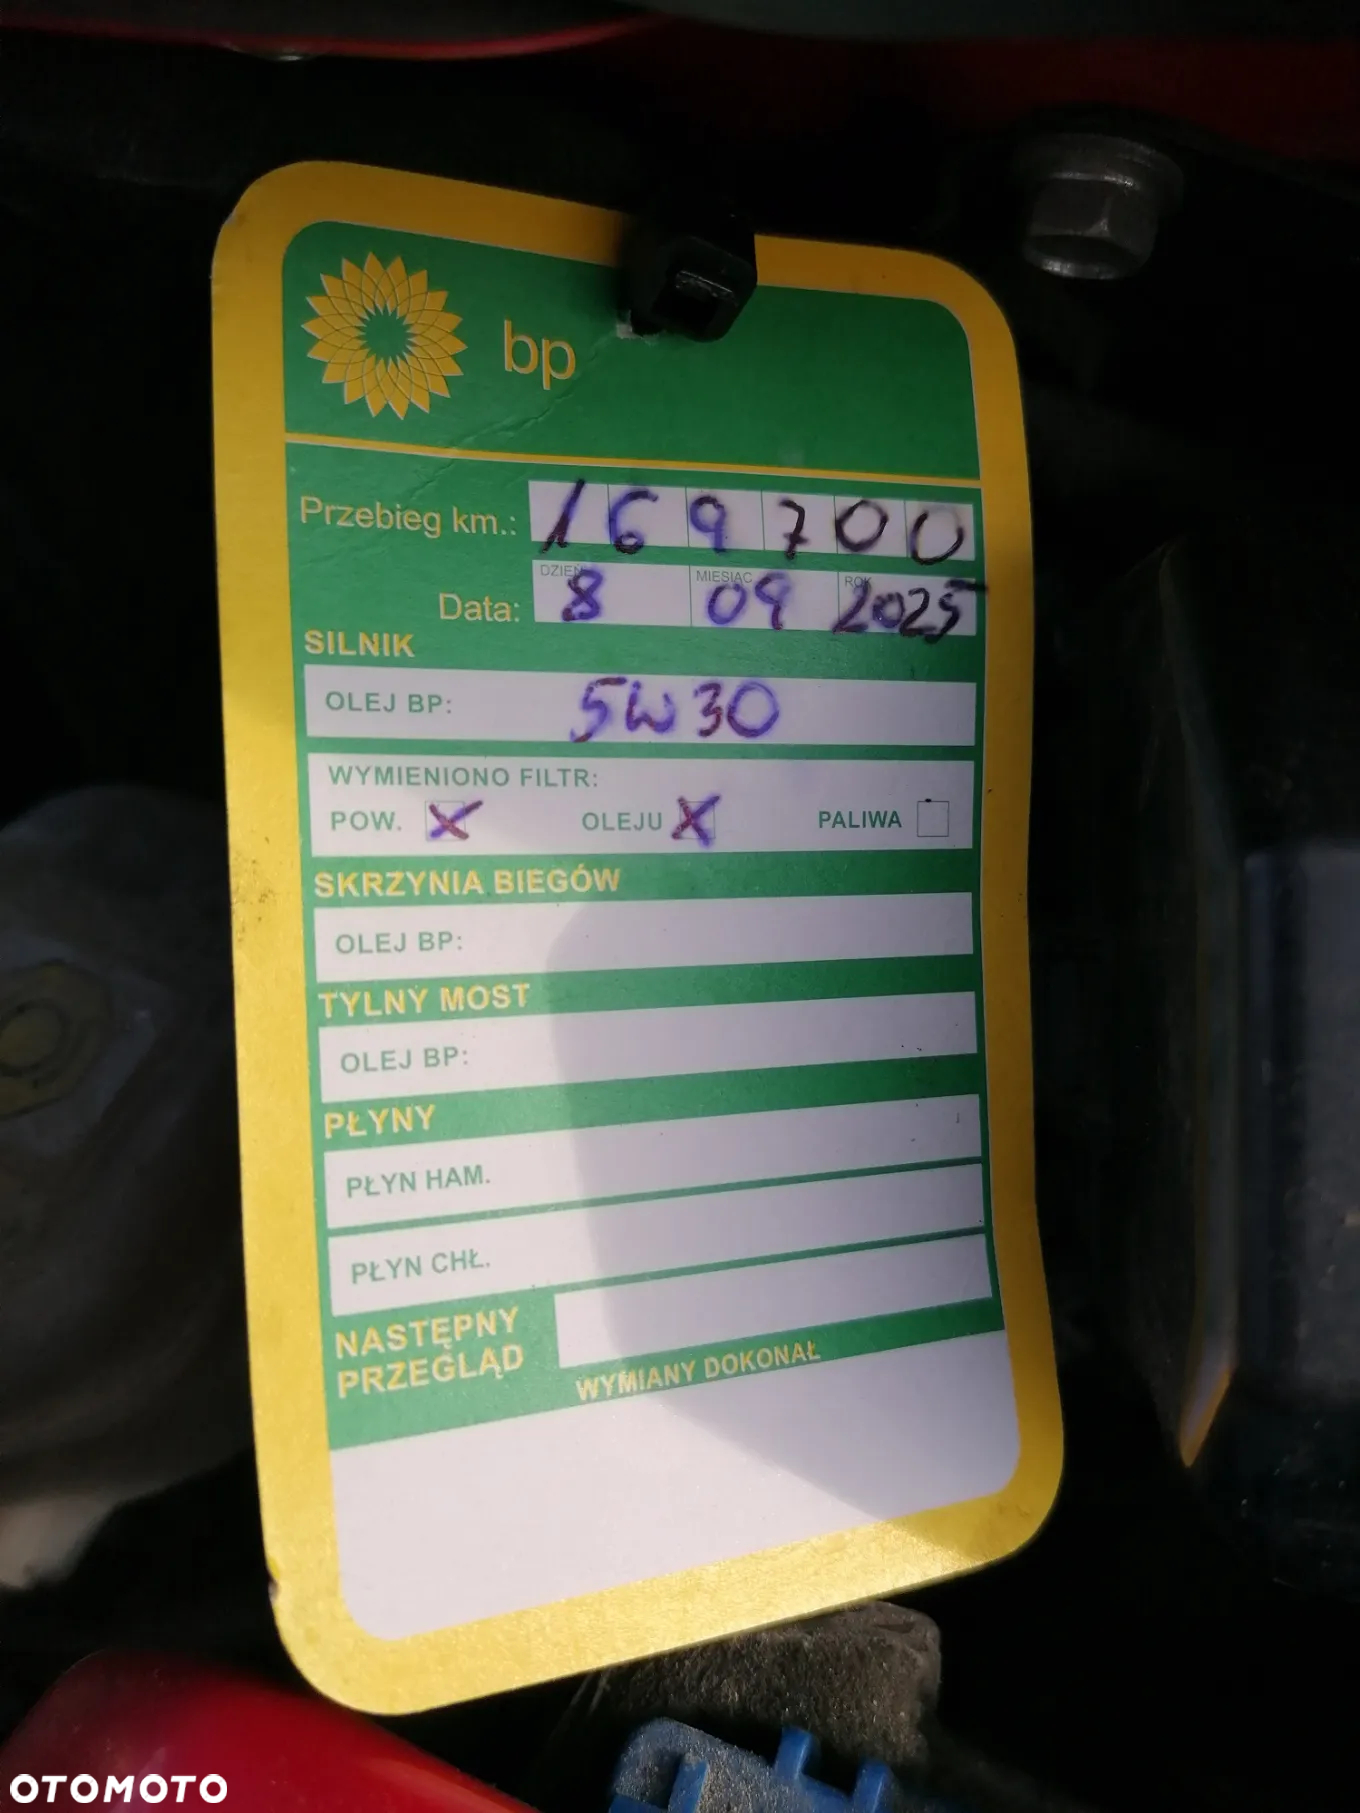 bp
Przebieg km.: 169700
DZIEŃ MIESIĄC ROK
Data: 8 09 2025
SILNIK
OLEJ BP: 5W30
WYMIENIONO FILTR:
POW. X OLEJU X PALIWA
SKRZYNIA BIEGÓW
OLEJ BP:
TYLNY MOST
OLEJ BP:
PŁYNY
PŁYN HAM.
PŁYN CHŁ.
NASTĘPNY
PRZEGLĄD
WYMIANY DOKONAŁ
OTOMOTO